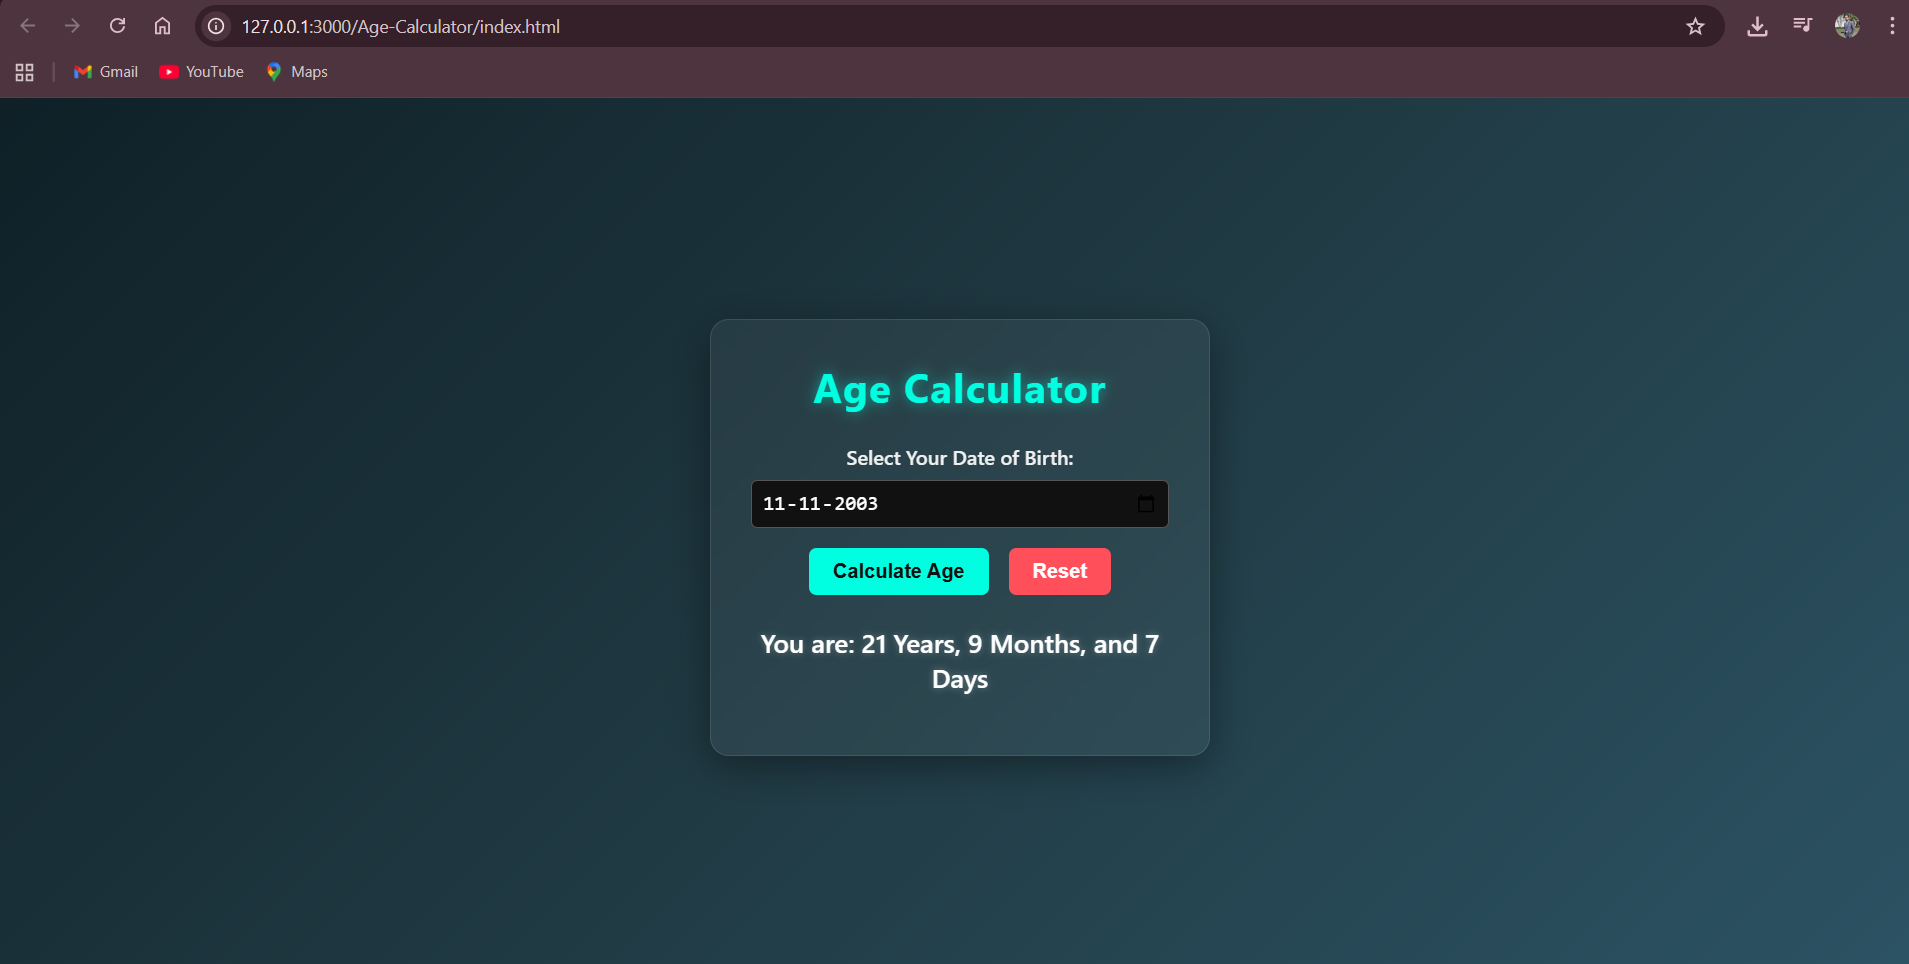 127.0.0.1:3000/Age-Calculator/index.html
Gmail YouTube Maps
Age Calculator
Select Your Date of Birth:
11-11-2003
Calculate Age Reset
You are: 21 Years, 9 Months, and 7
Days